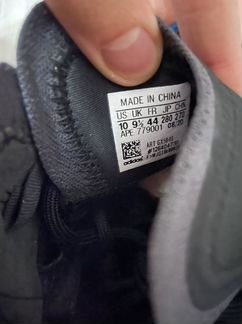 MADE IN CHINA
US UK FR JP CHN
10 9½ 44 280 270
APE 779001 08/20
ART
adidas